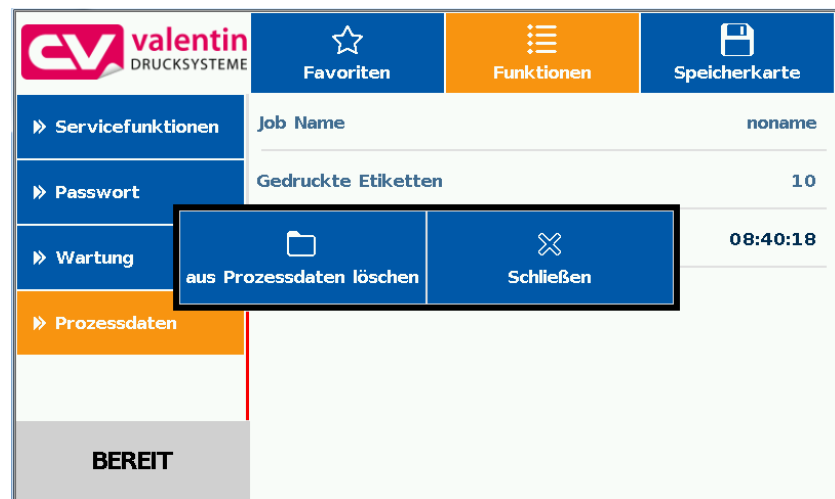 CV valentin
DRUCKSYSTEME
Favoriten
Funktionen
Speicherkarte
Servicefunktionen
Passwort
Wartung
Prozessdaten
BEREIT
Job Name
noname
Gedruckte Etiketten
10
08:40:18
aus Prozessdaten löschen
Schließen